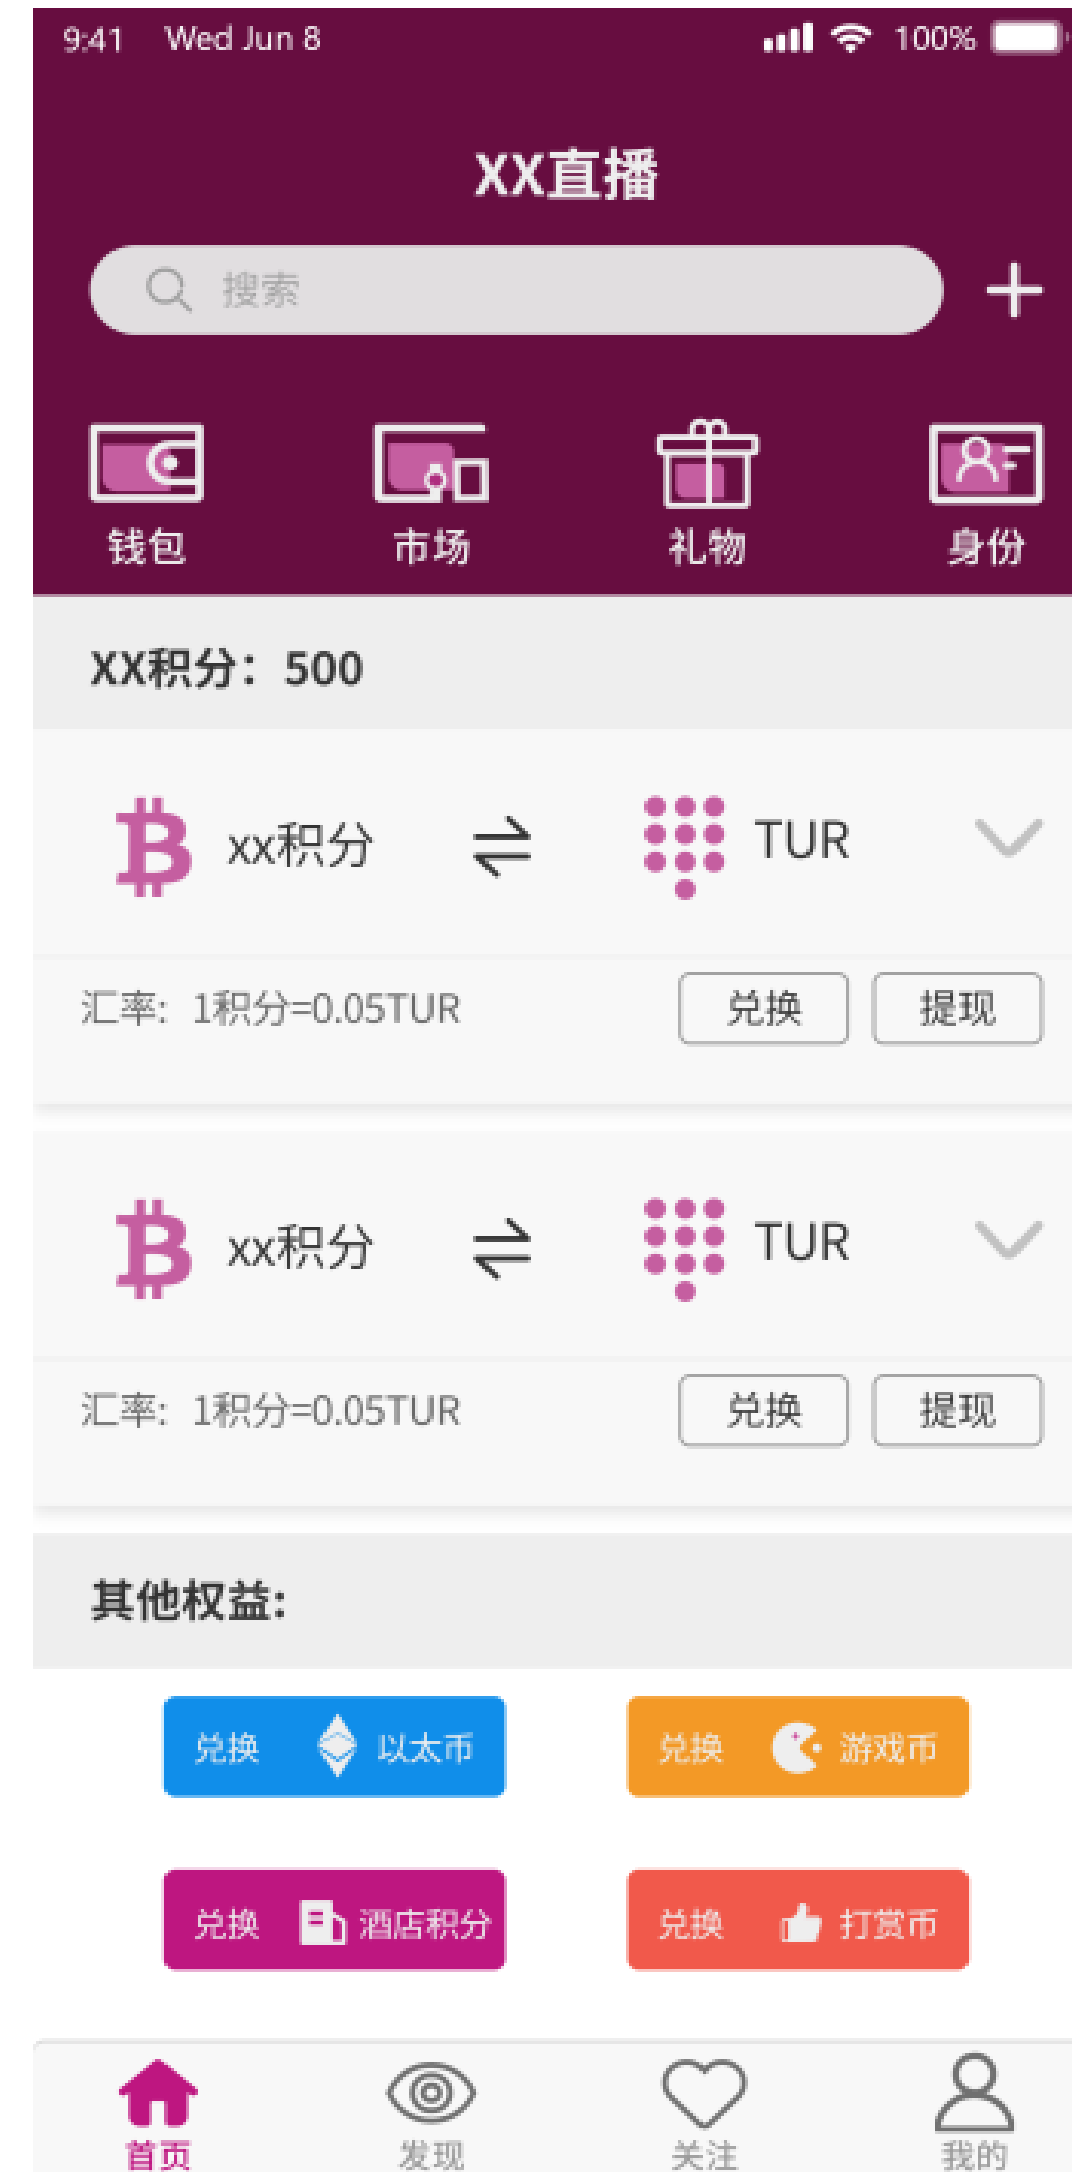 9:41 Wed Jun 8 100%
XX直播
搜索
钱包 市场 礼物 身份
XX积分：500
xx积分 TUR
汇率: 1积分=0.05TUR 兑换 提现
xx积分 TUR
汇率: 1积分=0.05TUR 兑换 提现
其他权益:
兑换 以太币 兑换 游戏币
兑换 酒店积分 兑换 打赏币
首页 发现 关注 我的